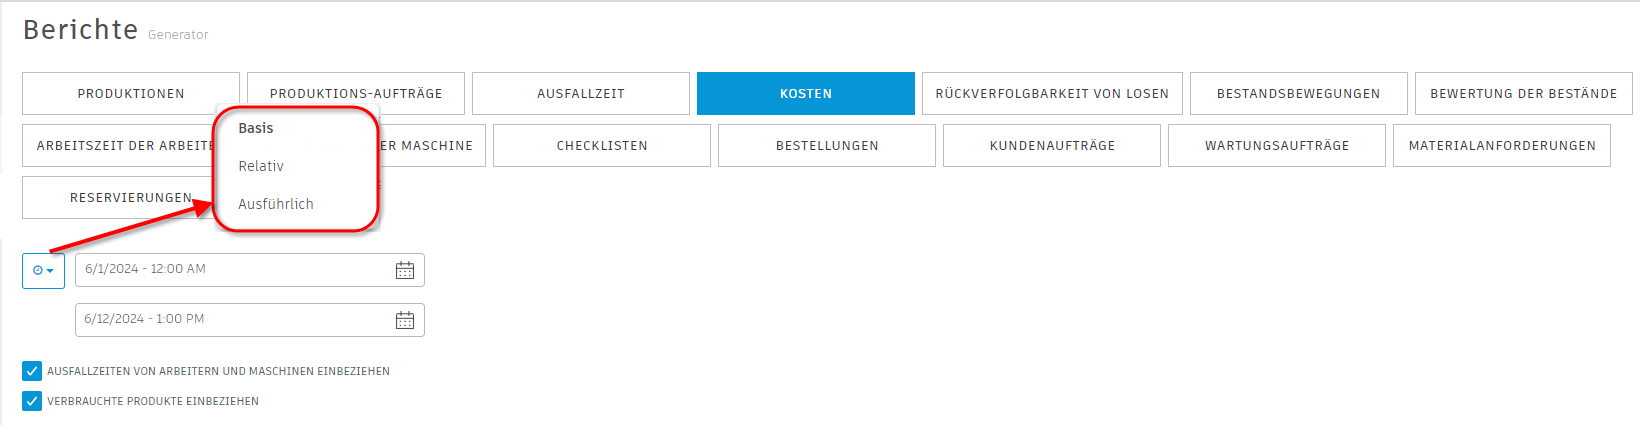 Berichte Generator
PRODUKTIONEN PRODUKTIONS-AUFTRÄGE AUSFALLZEIT KOSTEN RÜCKVERFOLGBARKEIT VON LOSEN BESTANDSBEWEGUNGEN BEWERTUNG DER BESTÄNDE
Basis
ARBEITSZEIT DER ARBEITE ER MASCHINE CHECKLISTEN BESTELLUNGEN KUNDENAUFTRÄGE WARTUNGSAUFTRÄGE MATERIALANFORDERUNGEN
Relativ
RESERVIERUNGEN
Ausführlich
6/1/2024 - 12:00 AM
6/12/2024 - 1:00 PM
AUSFALLZEITEN VON ARBEITERN UND MASCHINEN EINBEZIEHEN
VERBRAUCHTE PRODUKTE EINBEZIEHEN